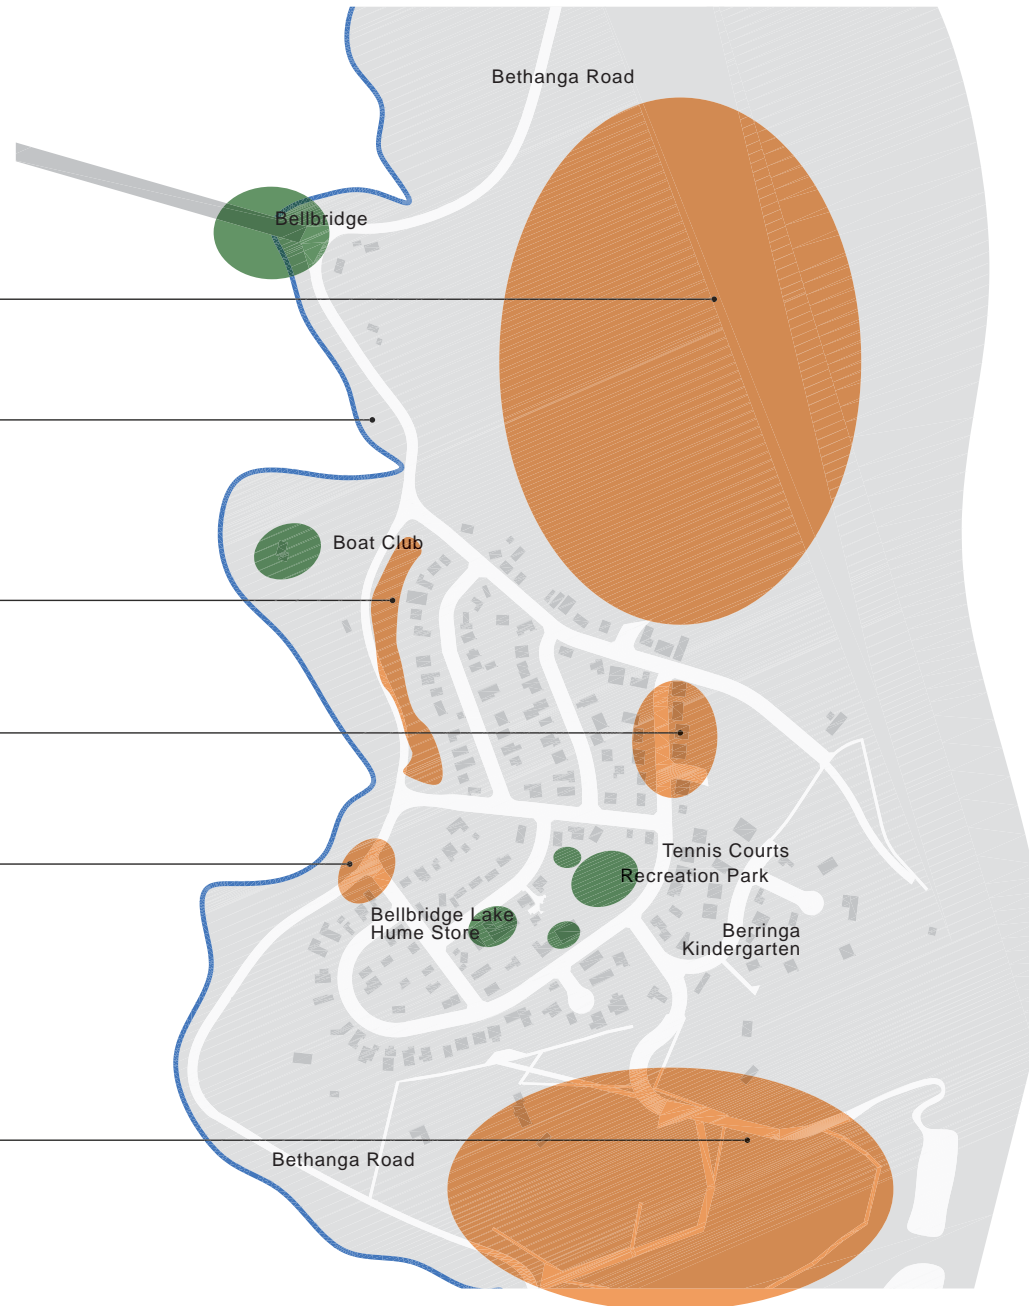 Bethanga Road
Bellbridge
Boat Club
Tennis Courts
Recreation Park
Bellbridge Lake
Hume Store
Berringa
Kindergarten
Bethanga Road